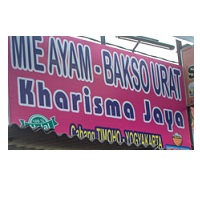 MIE AYAM - BAKSO URAT
Kharisma Jaya
Cabang TIMOHO - YOGYAKARTA